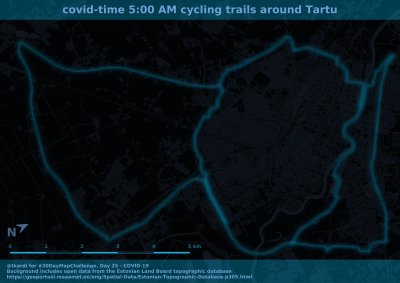 covid-time 5:00 AM cycling trails around Tartu
N
0 1 2 3 4 5 km
@tkardi for #30DayMapChallenge, Day 25 - COVID-19
Background includes open data from the Estonian Land Board topographic database
https://geoportaal.maaamet.ee/eng/Spatial-Data/Estonian-Topographic-Database-p305.html